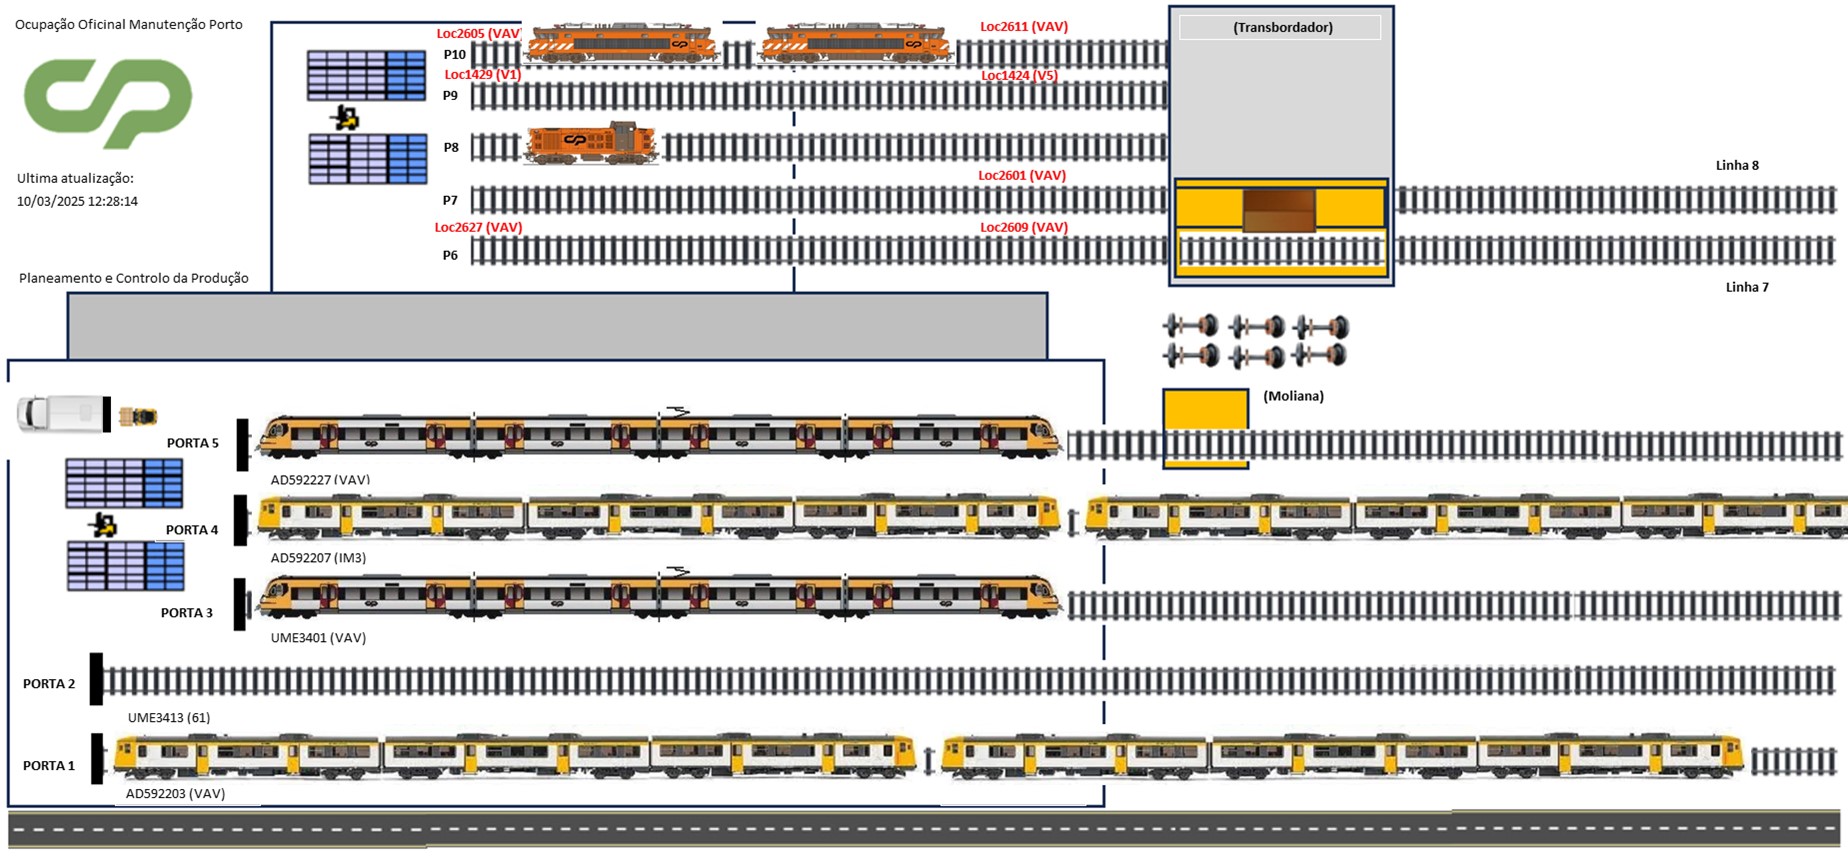 Ocupação Oficinal Manutenção Porto
CP
Ultima atualização:
10/03/2025 12:28:14
Planeamento e Controlo da Produção
Loc2605 (VAV)
Loc2611 (VAV)
P10
Loc1429 (V1)
Loc1424 (V5)
P9
P8
Loc2601 (VAV)
P7
Loc2627 (VAV)
Loc2609 (VAV)
P6
(Transbordador)
Linha 8
Linha 7
(Moliana)
PORTA 5
AD592227 (VAV)
PORTA 4
AD592207 (IM3)
PORTA 3
UME3401 (VAV)
PORTA 2
UME3413 (61)
PORTA 1
AD592203 (VAV)